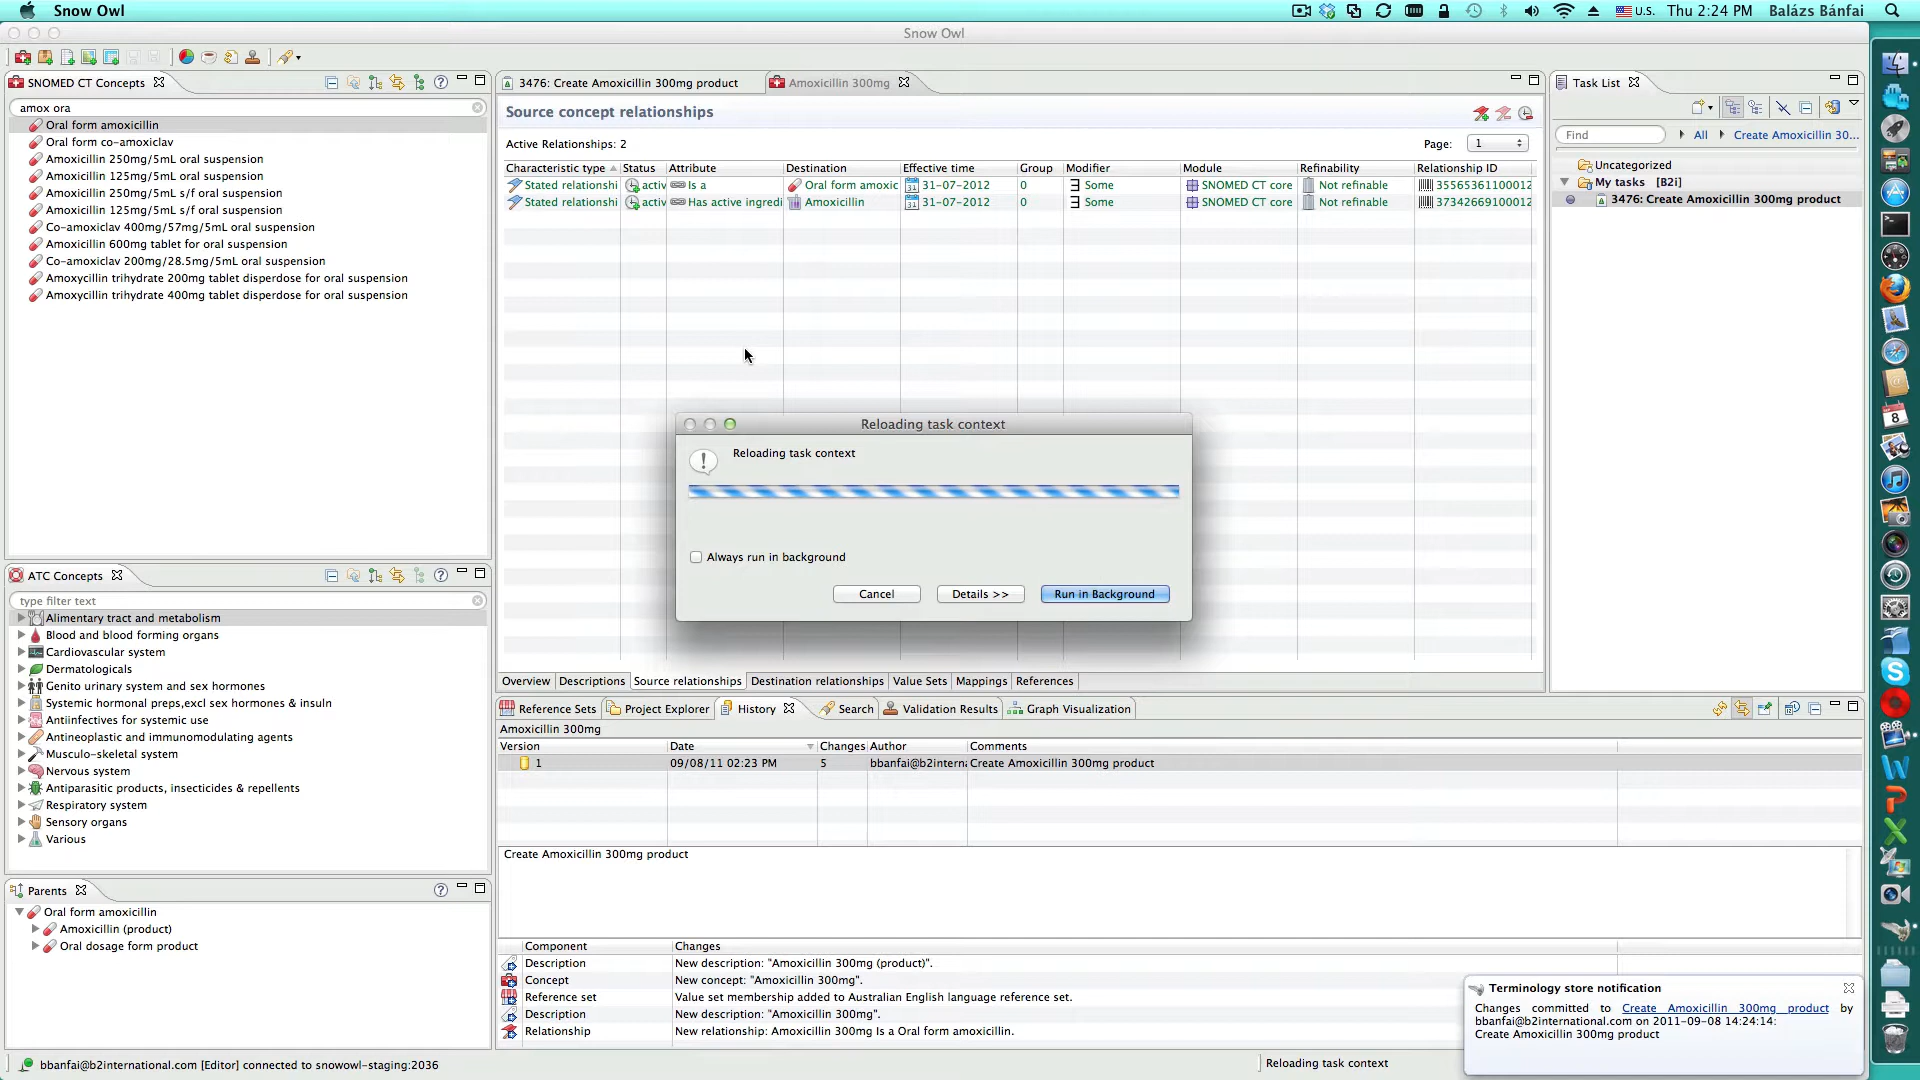 Snow Owl
U.S. Thu 2:24 PM Balázs Bánfai
Snow Owl
SNOMED CT Concepts
amox ora
Oral form amoxicillin
Oral form co-amoxiclav
Amoxicillin 250mg/5mL oral suspension
Amoxicillin 125mg/5mL oral suspension
Amoxicillin 250mg/5mL s/f oral suspension
Amoxicillin 125mg/5mL s/f oral suspension
Co-amoxiclav 400mg/57mg/5mL oral suspension
Amoxicillin 600mg tablet for oral suspension
Co-amoxiclav 200mg/28.5mg/5mL oral suspension
Amoxycillin trihydrate 200mg tablet disperdose for oral suspension
Amoxycillin trihydrate 400mg tablet disperdose for oral suspension
ATC Concepts
type filter text
Alimentary tract and metabolism
Blood and blood forming organs
Cardiovascular system
Dermatologicals
Genito urinary system and sex hormones
Systemic hormonal preps,excl sex hormones & insuln
Antiinfectives for systemic use
Antineoplastic and immunomodulating agents
Musculo-skeletal system
Nervous system
Antiparasitic products, insecticides & repellents
Respiratory system
Sensory organs
Various
Parents
Oral form amoxicillin
Amoxicillin (product)
Oral dosage form product
3476: Create Amoxicillin 300mg product
Amoxicillin 300mg
Source concept relationships
Active Relationships: 2
Page: 1
Characteristic type Status Attribute Destination Effective time Group Modifier Module Refinability Relationship ID
Stated relationshi activ Is a Oral form amoxic 31-07-2012 0 Some SNOMED CT core Not refinable 35565361100012
Stated relationshi activ Has active ingredi Amoxicillin 31-07-2012 0 Some SNOMED CT core Not refinable 37342669100012
Reloading task context
Reloading task context
Always run in background
Cancel Details >> Run in Background
Overview Descriptions Source relationships Destination relationships Value Sets Mappings References
Reference Sets Project Explorer History Search Validation Results Graph Visualization
Amoxicillin 300mg
Version Date Changes Author Comments
1 09/08/11 02:23 PM 5 bbanfai@b2interna Create Amoxicillin 300mg product
Create Amoxicillin 300mg product
Component Changes
Description New description: "Amoxicillin 300mg (product)".
Concept New concept: "Amoxicillin 300mg".
Reference set Value set membership added to Australian English language reference set.
Description New description: "Amoxicillin 300mg".
Relationship New relationship: Amoxicillin 300mg Is a Oral form amoxicillin.
Task List
Find All Create Amoxicillin 30...
Uncategorized
My tasks [B2i]
3476: Create Amoxicillin 300mg product
Terminology store notification
Changes committed to Create Amoxicillin 300mg product by
bbanfai@b2international.com on 2011-09-08 14:24:14:
Create Amoxicillin 300mg product
bbanfai@b2international.com [Editor] connected to snowowl-staging:2036
Reloading task context